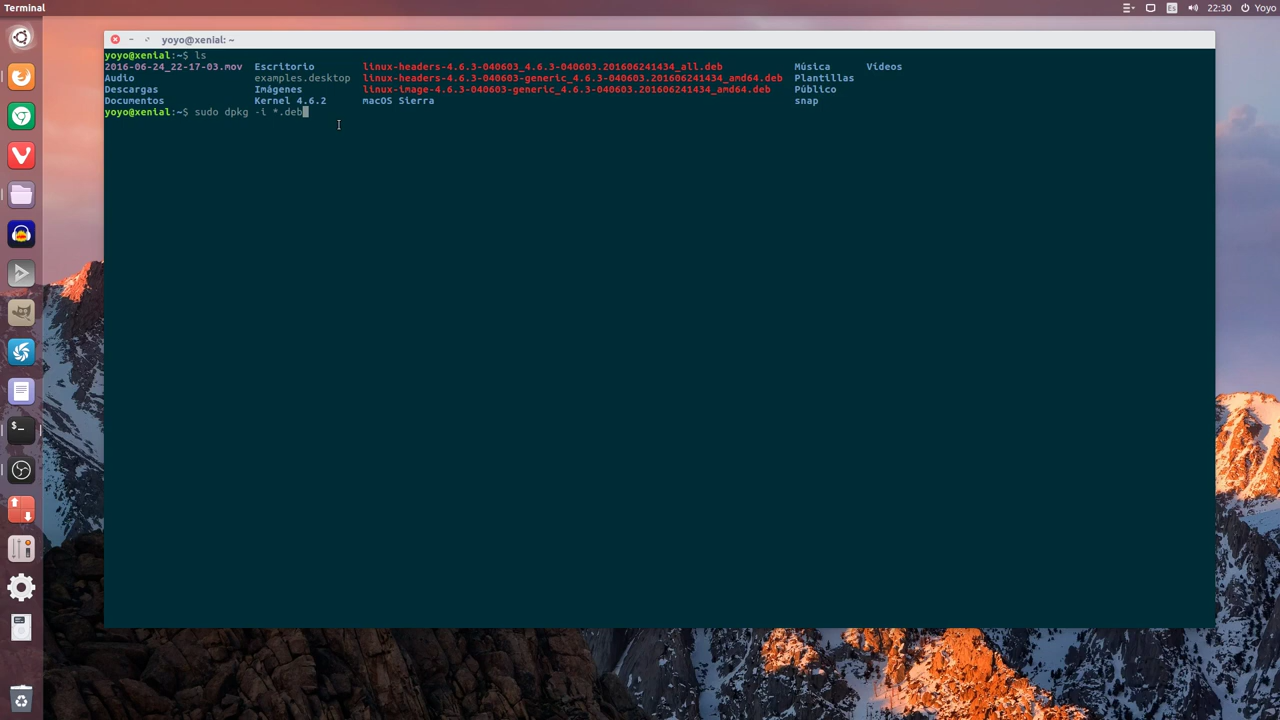 Terminal Es 22:30 Yoyo
yoyo@xenial: ~
yoyo@xenial:~$ ls
2016-06-24_22-17-03.mov Escritorio linux-headers-4.6.3-040603_4.6.3-040603.201606241434_all.deb Música Vídeos
Audio examples.desktop linux-headers-4.6.3-040603-generic_4.6.3-040603.201606241434_amd64.deb Plantillas
Descargas Imágenes linux-image-4.6.3-040603-generic_4.6.3-040603.201606241434_amd64.deb Público
Documentos Kernel 4.6.2 macOS Sierra snap
yoyo@xenial:~$ sudo dpkg -i *.deb